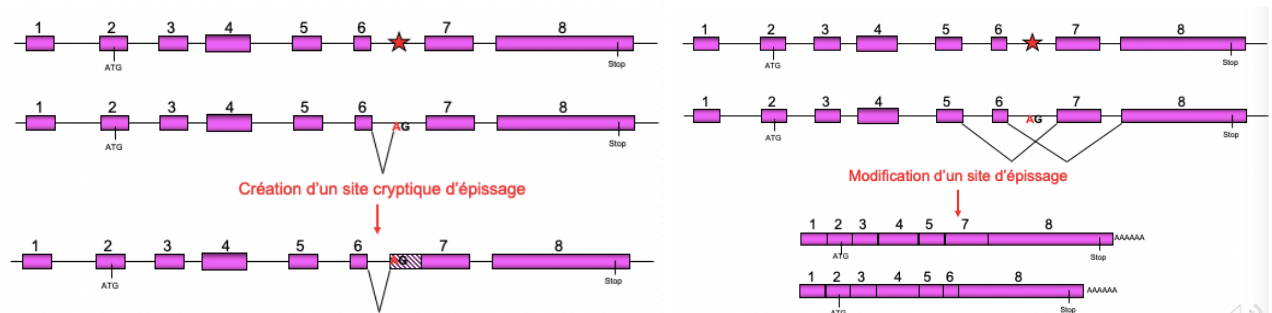 1 2 3 4 5 6 7 8
ATG Stop
1 2 3 4 5 6 7 8
AG
ATG Stop
Création d'un site cryptique d'épissage
1 2 3 4 5 6 7 8
AG
ATG Stop
1 2 3 4 5 6 7 8
ATG Stop
1 2 3 4 5 6 7 8
AG
ATG Stop
Modification d'un site d'épissage
1 2 3 4 5 7 8
AAAAAA
ATG Stop
1 2 3 4 5 6 8
AAAAAA
ATG Stop